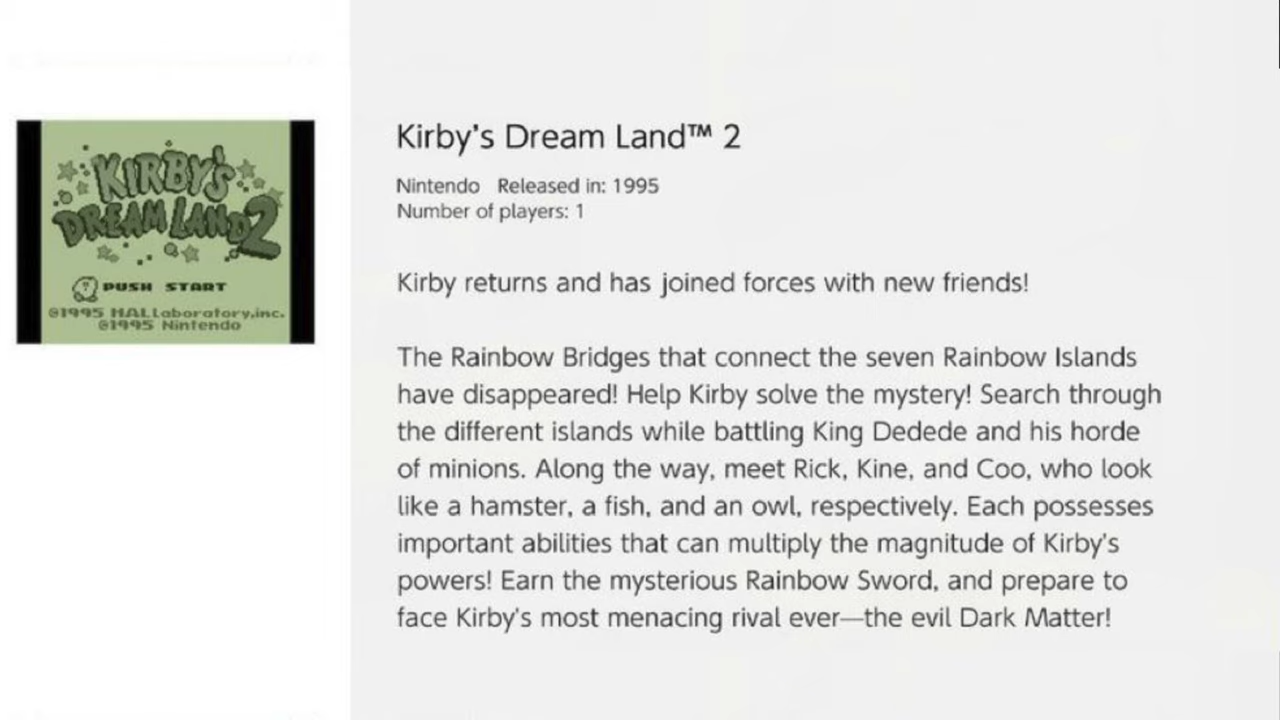 KIRBY'S
DREAM LAND 2
PUSH START
©1995 HAL Laboratory,inc.
©1995 Nintendo
Kirby's Dream Land™ 2
Nintendo Released in: 1995
Number of players: 1
Kirby returns and has joined forces with new friends!
The Rainbow Bridges that connect the seven Rainbow Islands
have disappeared! Help Kirby solve the mystery! Search through
the different islands while battling King Dedede and his horde
of minions. Along the way, meet Rick, Kine, and Coo, who look
like a hamster, a fish, and an owl, respectively. Each possesses
important abilities that can multiply the magnitude of Kirby's
powers! Earn the mysterious Rainbow Sword, and prepare to
face Kirby's most menacing rival ever—the evil Dark Matter!